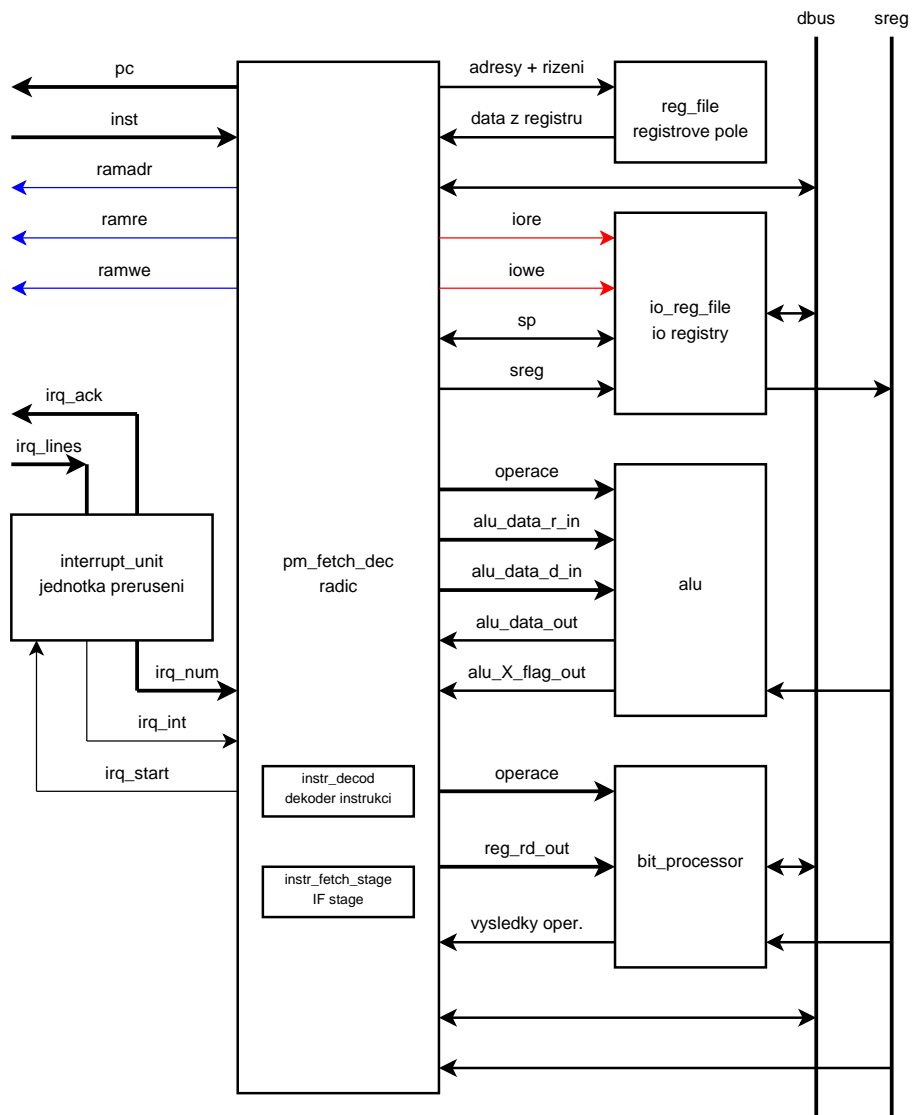 dbus
sreg
pc
adresy + rizeni
reg_file
registrove pole
inst
data z registru
ramadr
ramre
iore
ramwe
iowe
io_reg_file
io registry
sp
sreg
irq_ack
irq_lines
operace
alu_data_r_in
interrupt_unit
jednotka preruseni
pm_fetch_dec
radic
alu_data_d_in
alu
alu_data_out
irq_num
alu_X_flag_out
irq_int
irq_start
instr_decod
dekoder instrukci
operace
reg_rd_out
bit_processor
instr_fetch_stage
IF stage
vysledky oper.